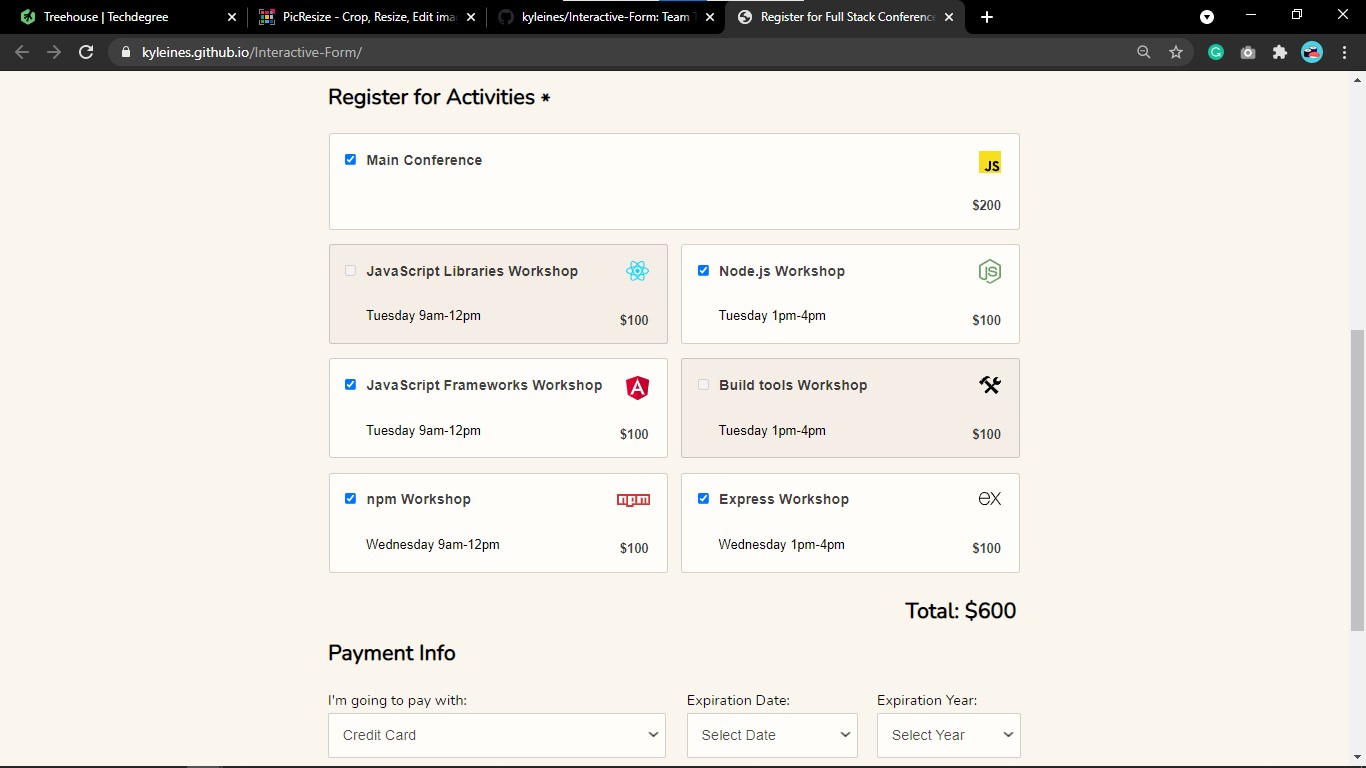 Treehouse | Techdegree
PicResize - Crop, Resize, Edit ima
kyleines/Interactive-Form: Team T
Register for Full Stack Conference
kyleines.github.io/Interactive-Form/
Register for Activities *
Main Conference
JS
$200
JavaScript Libraries Workshop
Tuesday 9am-12pm
$100
Node.js Workshop
JS
Tuesday 1pm-4pm
$100
JavaScript Frameworks Workshop
A
Tuesday 9am-12pm
$100
Build tools Workshop
Tuesday 1pm-4pm
$100
npm Workshop
npm
Wednesday 9am-12pm
$100
Express Workshop
ex
Wednesday 1pm-4pm
$100
Total: $600
Payment Info
I'm going to pay with:
Expiration Date:
Expiration Year:
Credit Card
Select Date
Select Year